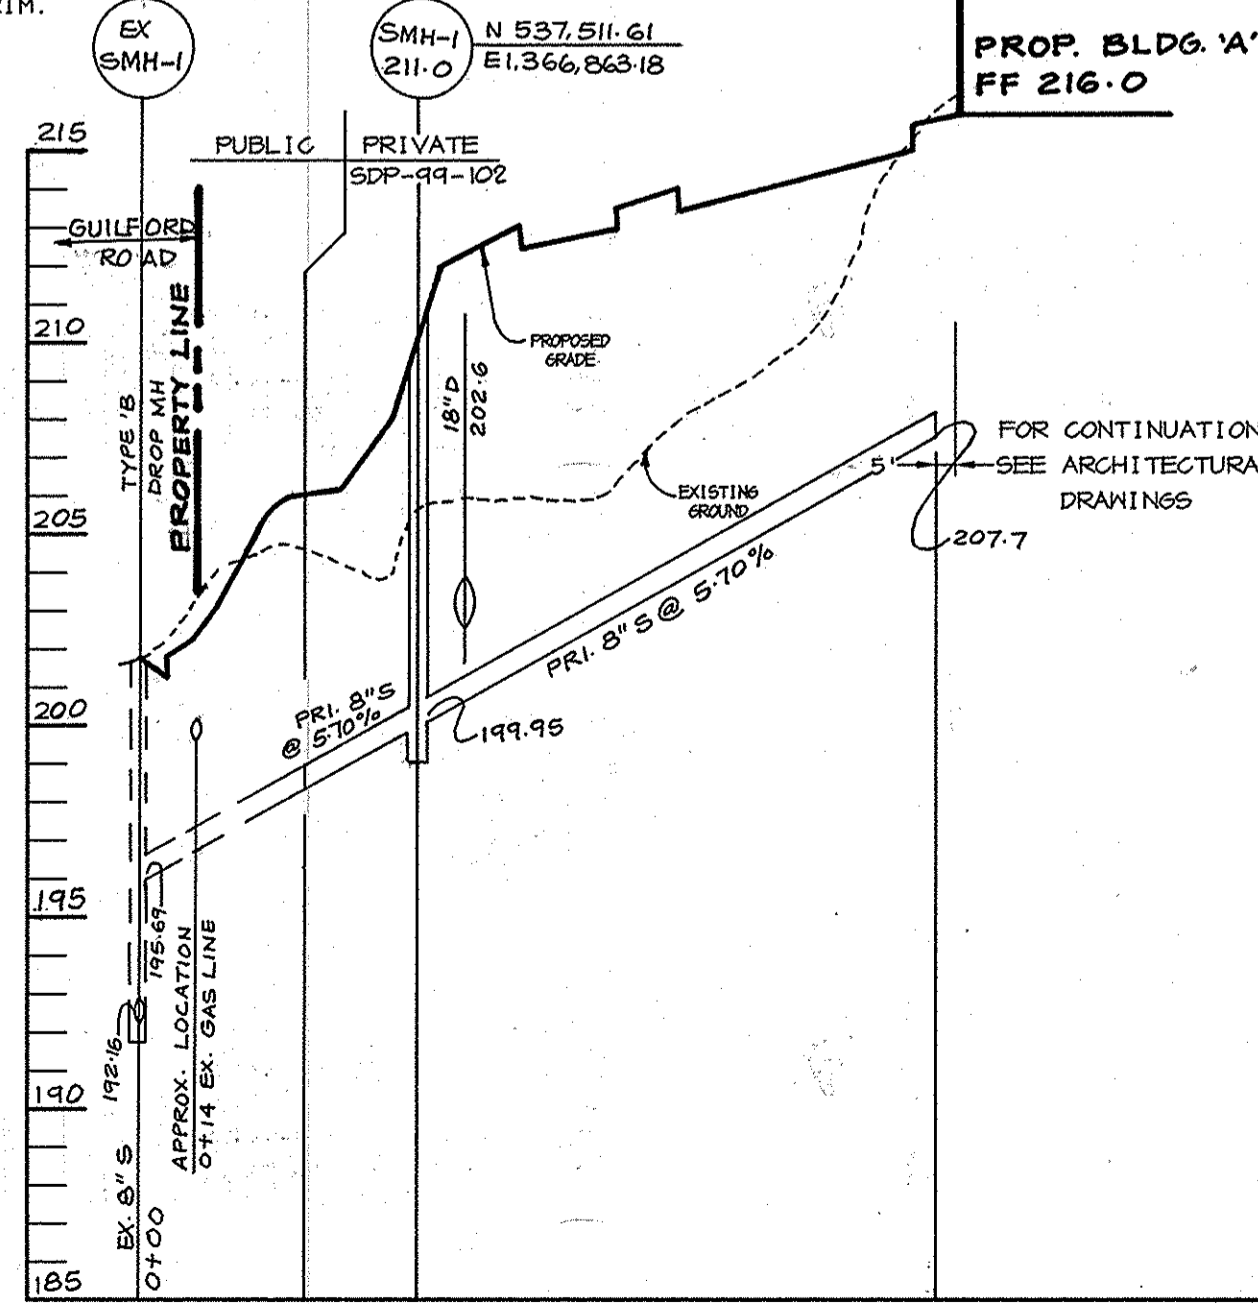 EX
SMH-1
SMH-1
211.0
N 537,511.61
E1,366,863.18
PROP. BLDG. 'A'
FF 216.0
215
PUBLIC
PRIVATE
SDP-99-102
GUILFORD
ROAD
PROPERTY LINE
TYPE 'B
DROP MH
210
18"D
202.6
PROPOSED
GRADE
FOR CONTINUATION
SEE ARCHITECTURA
DRAWINGS
5'
EXISTING
GROUND
205
207.7
PRI. 8" S @ 5.70%
200
PRI. 8"S
@ 5.70%
199.95
195
195.69
APPROX. LOCATION
0+14 EX. GAS LINE
192.16
190
EX. 8" S
0+00
185